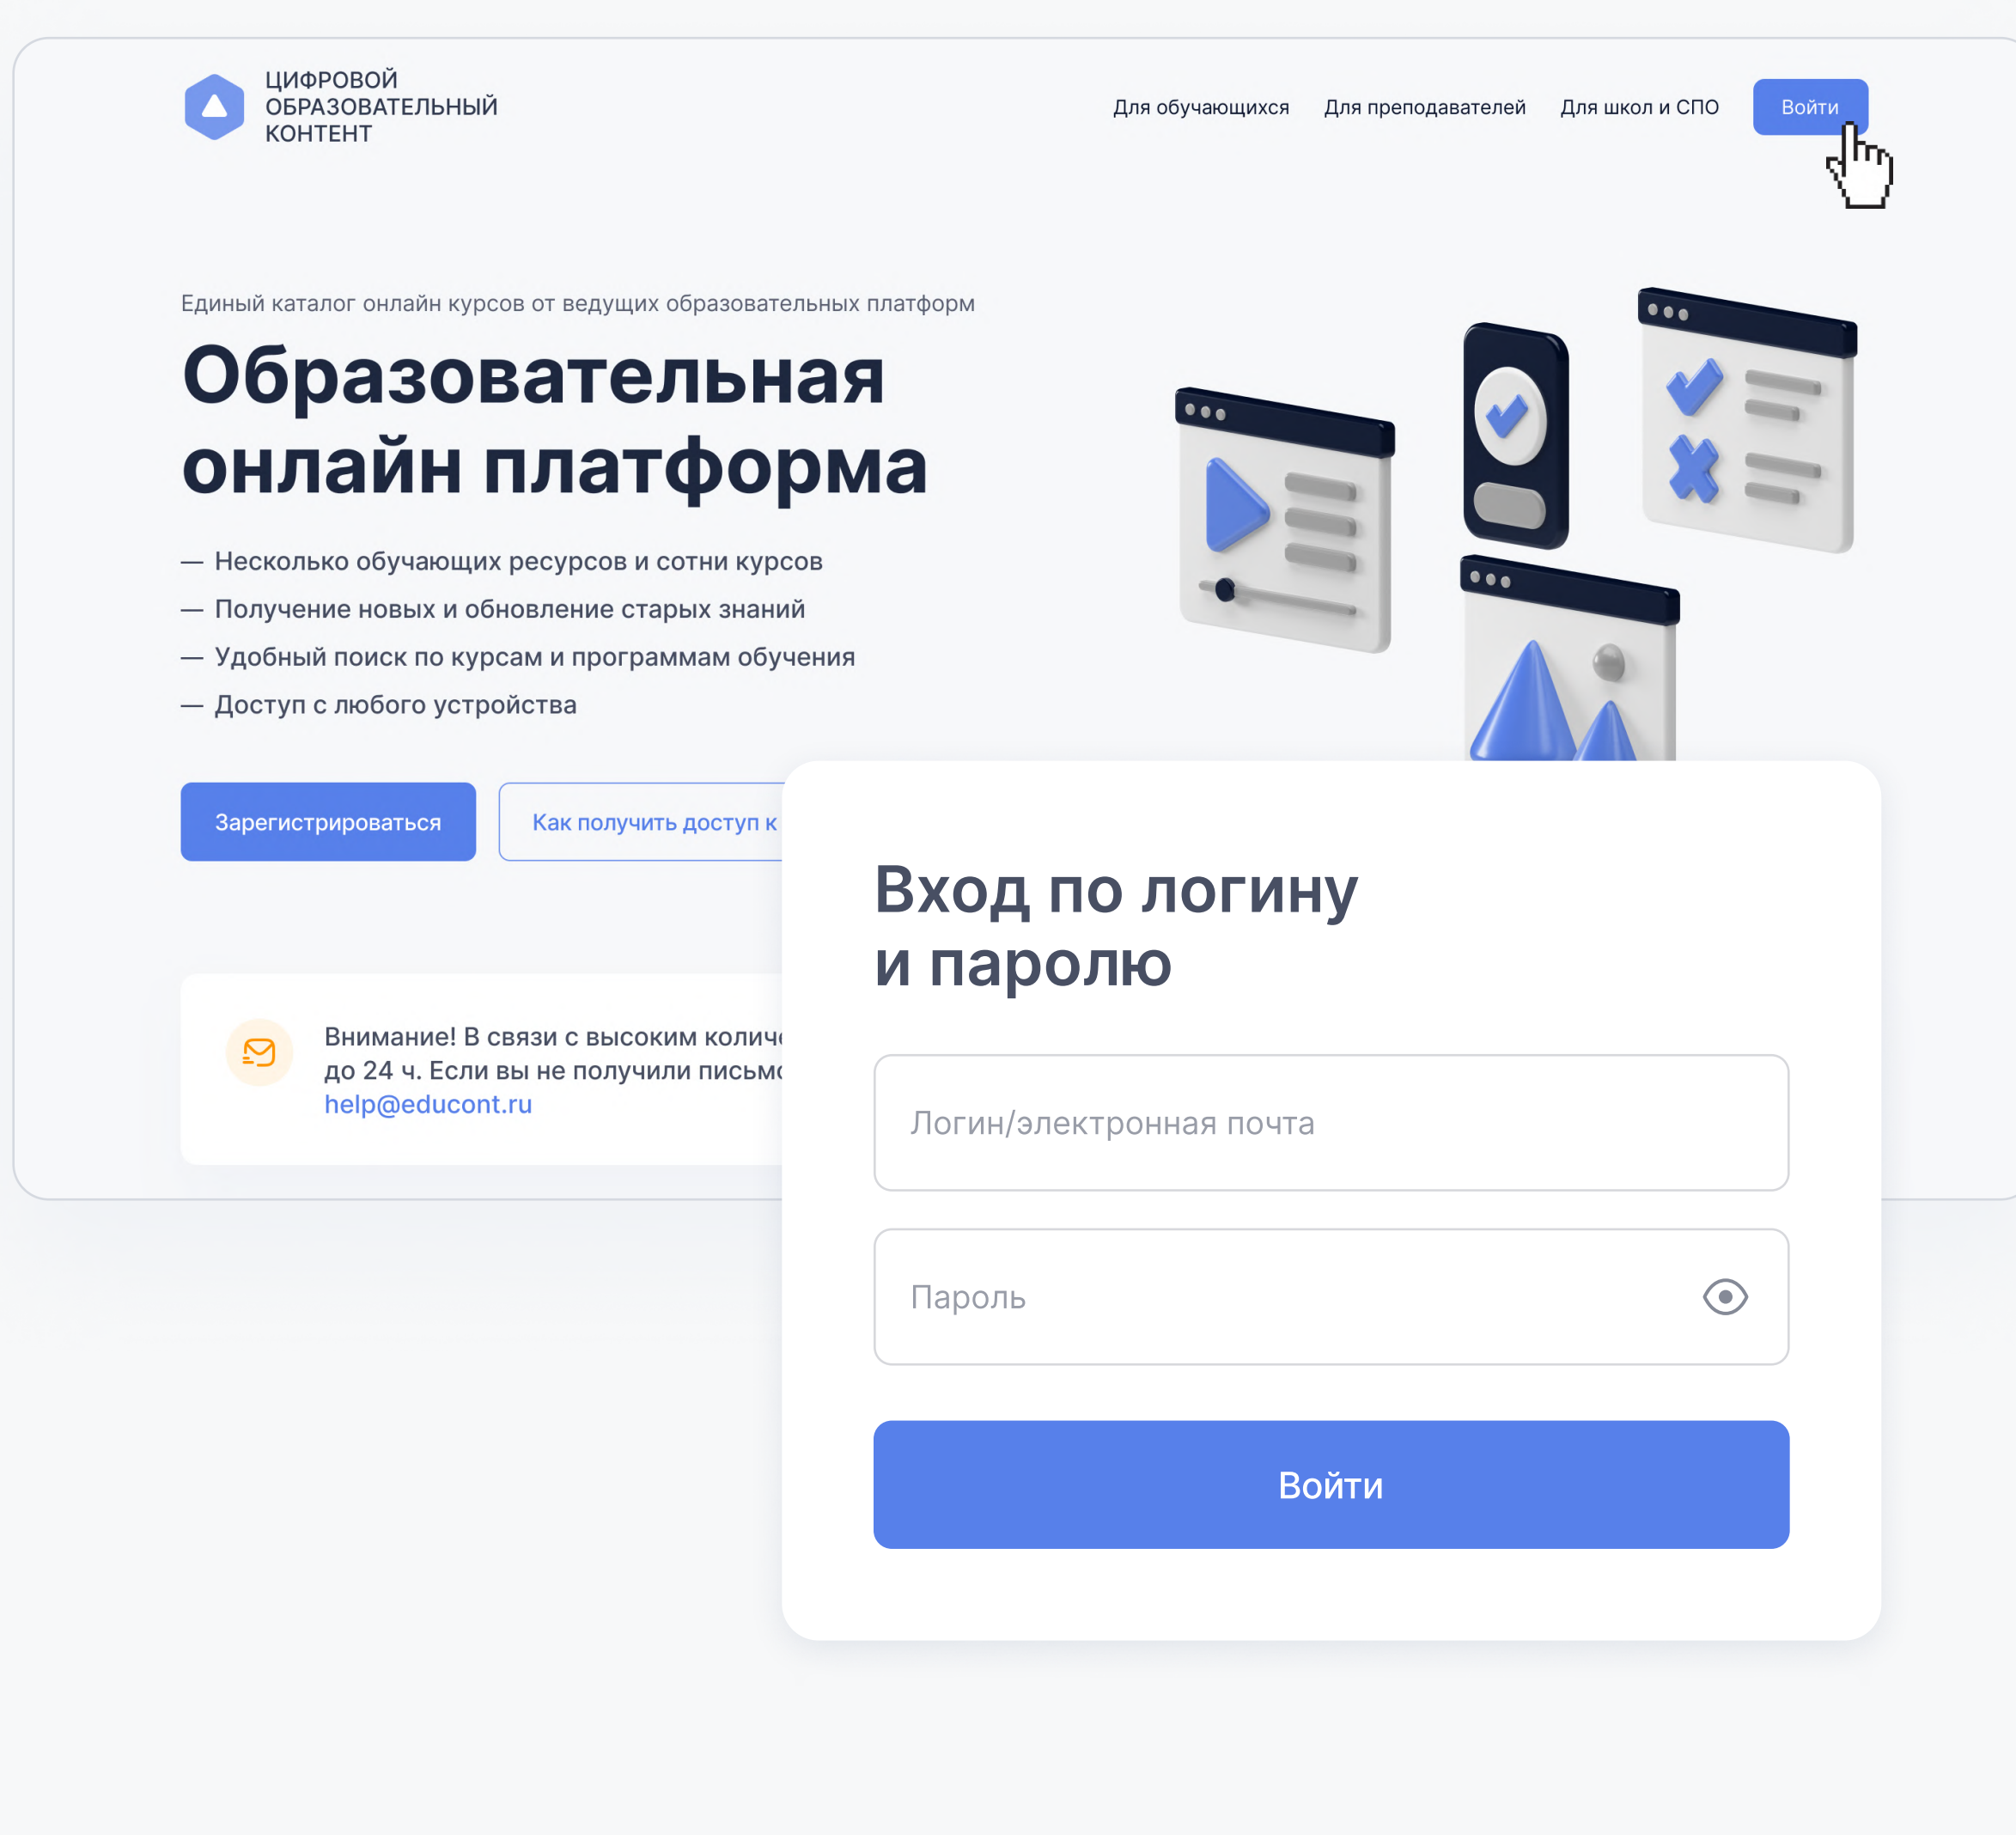 ЦИФРОВОЙ
ОБРАЗОВАТЕЛЬНЫЙ
КОНТЕНТ
Для обучающихся
Для преподавателей
Для школ и СПО
Войти
Единый каталог онлайн курсов от ведущих образовательных платформ
Образовательная
онлайн платформа
— Несколько обучающих ресурсов и сотни курсов
— Получение новых и обновление старых знаний
— Удобный поиск по курсам и программам обучения
— Доступ с любого устройства
Зарегистрироваться
Как получить доступ к
Внимание! В связи с высоким
до 24 ч. Если вы не получили
help@educont.ru
Вход по логину
и паролю
Логин/электронная почта
Пароль
Войти